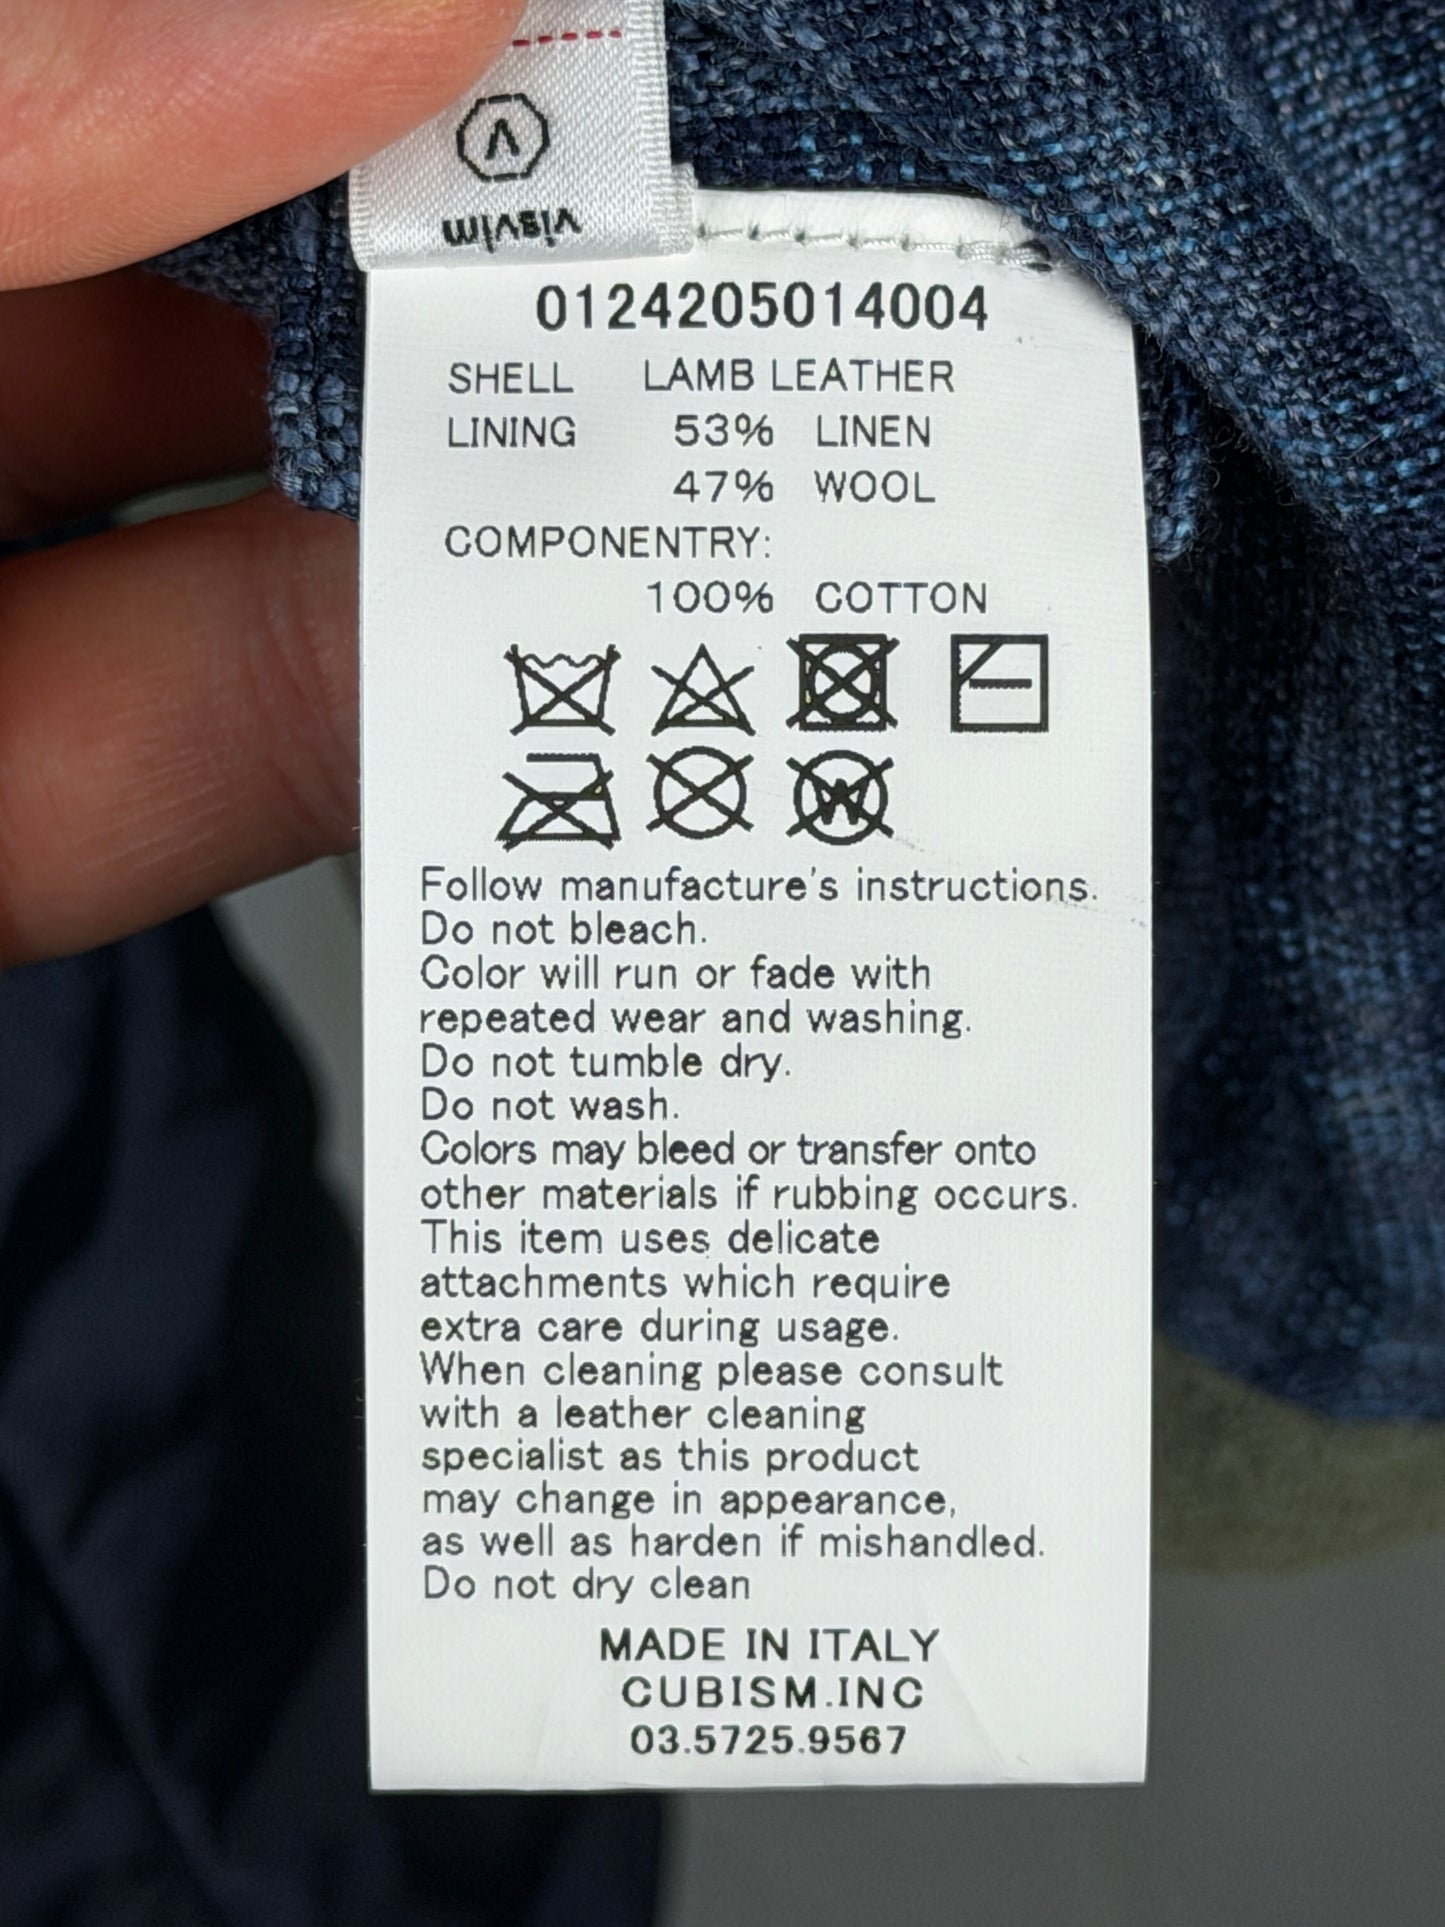 visvim
0124205014004
SHELL LAMB LEATHER
LINING 53% LINEN
47% WOOL
COMPONENTRY:
100% COTTON
W
Follow manufacture's instructions.
Do not bleach.
Color will run or fade with
repeated wear and washing.
Do not tumble dry.
Do not wash.
Colors may bleed or transfer onto
other materials if rubbing occurs.
This item uses delicate
attachments which require
extra care during usage.
When cleaning please consult
with a leather cleaning
specialist as this product
may change in appearance,
as well as harden if mishandled.
Do not dry clean
MADE IN ITALY
CUBISM.INC
03.5725.9567